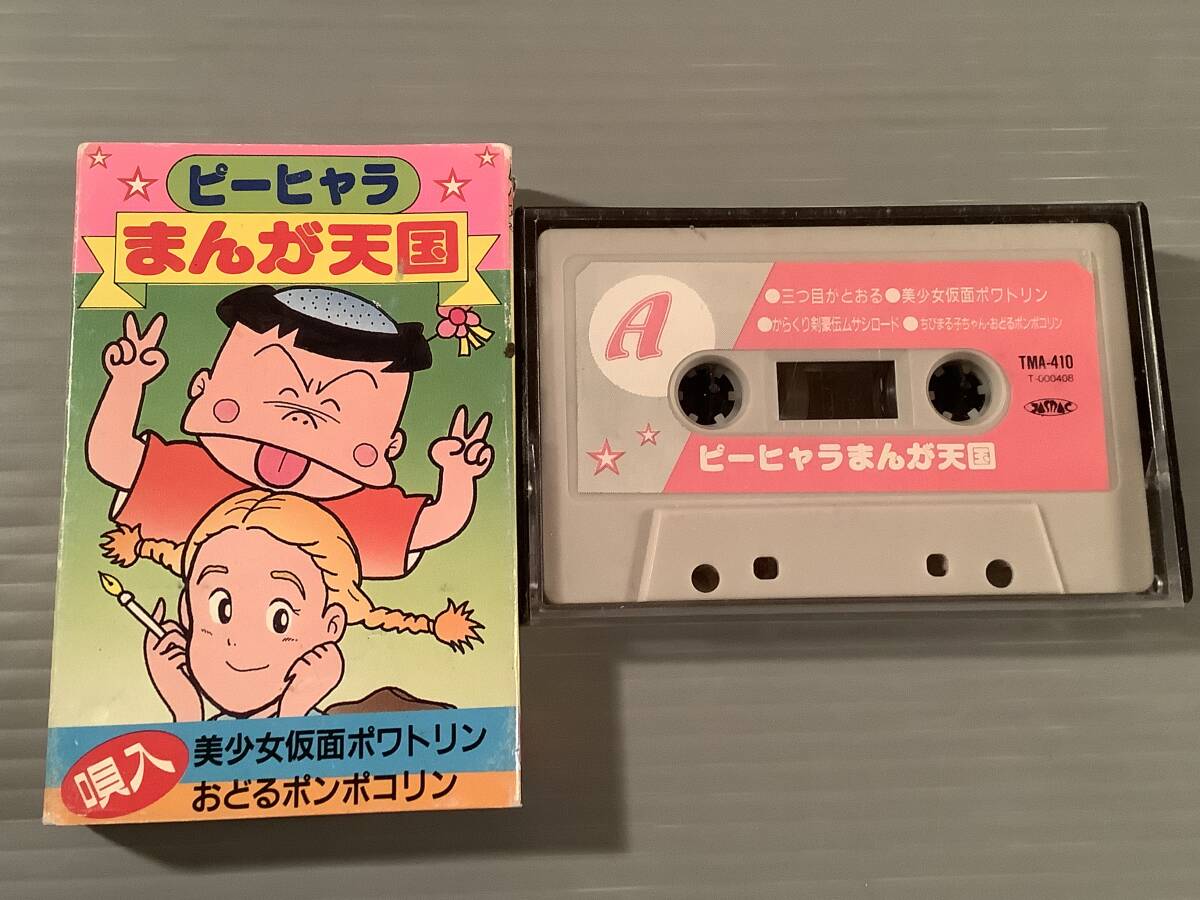 ピーヒャラ
まんが天国
唄入
美少女仮面ポワトリン
おどるポンポコリン
A
●三つ目がとおる●美少女仮面ポワトリン
●からくり剣豪伝ムサシロード●ちびまる子ちゃん・おどるポンポコリン
TMA-410
T-000408
ピーヒャラまんが天国